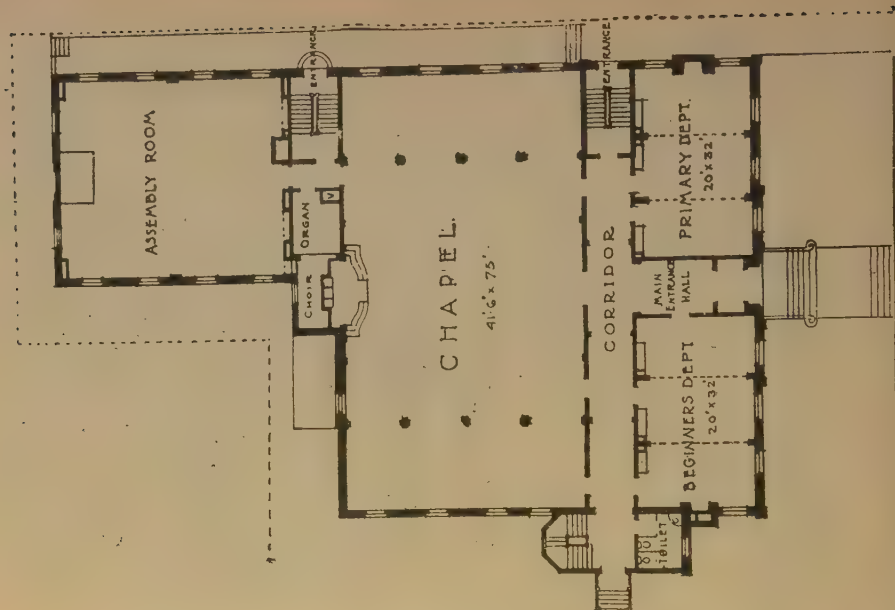 ENTRANCE
ENTRANCE
ASSEMBLY ROOM
ORGAN
V
CHOIR
CHAPEL.
41'-6" x 75'
CORRIDOR
PRIMARY DEPT.
20' x 32'
MAIN
ENTRANCE
HALL
BEGINNERS DEPT
20' x 32'
TOILET